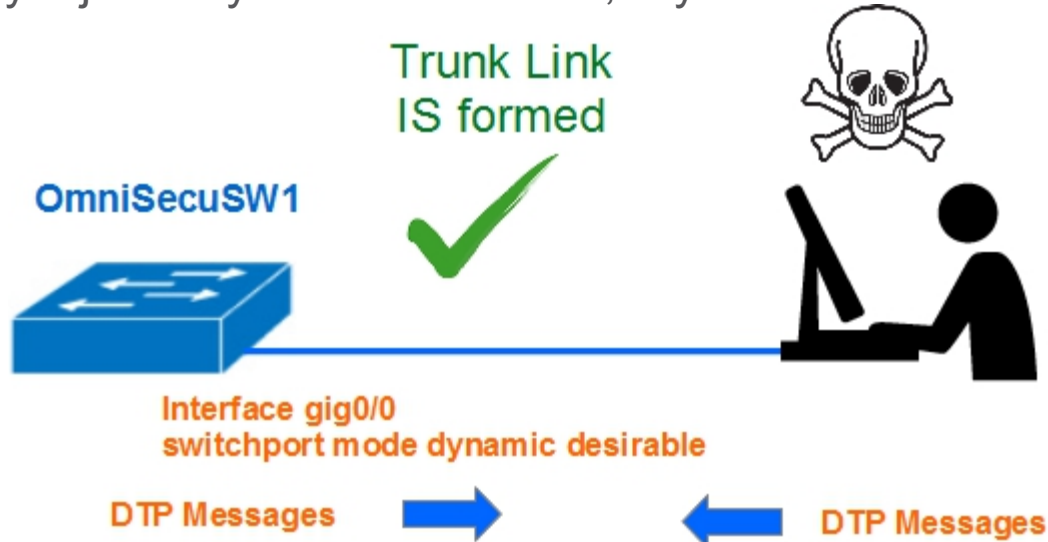 Trunk Link
IS formed
OmniSecuSW1
Interface gig0/0
switchport mode dynamic desirable
DTP Messages
DTP Messages